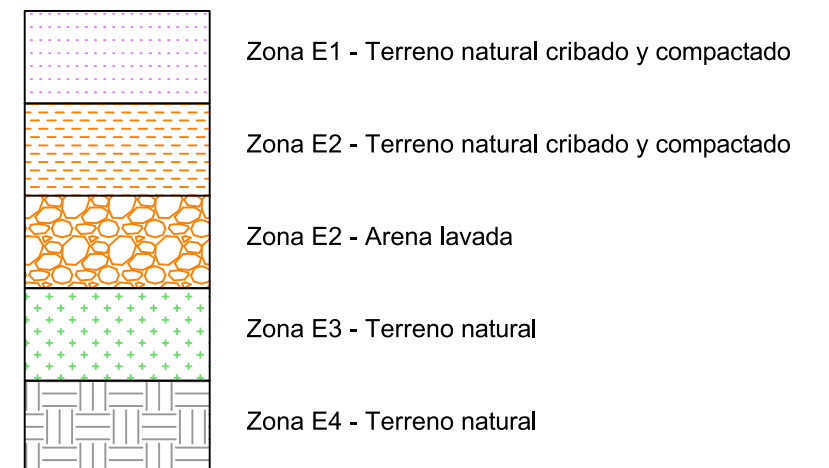 Zona E1 - Terreno natural cribado y compactado
Zona E2 - Terreno natural cribado y compactado
Zona E2 - Arena lavada
Zona E3 - Terreno natural
Zona E4 - Terreno natural